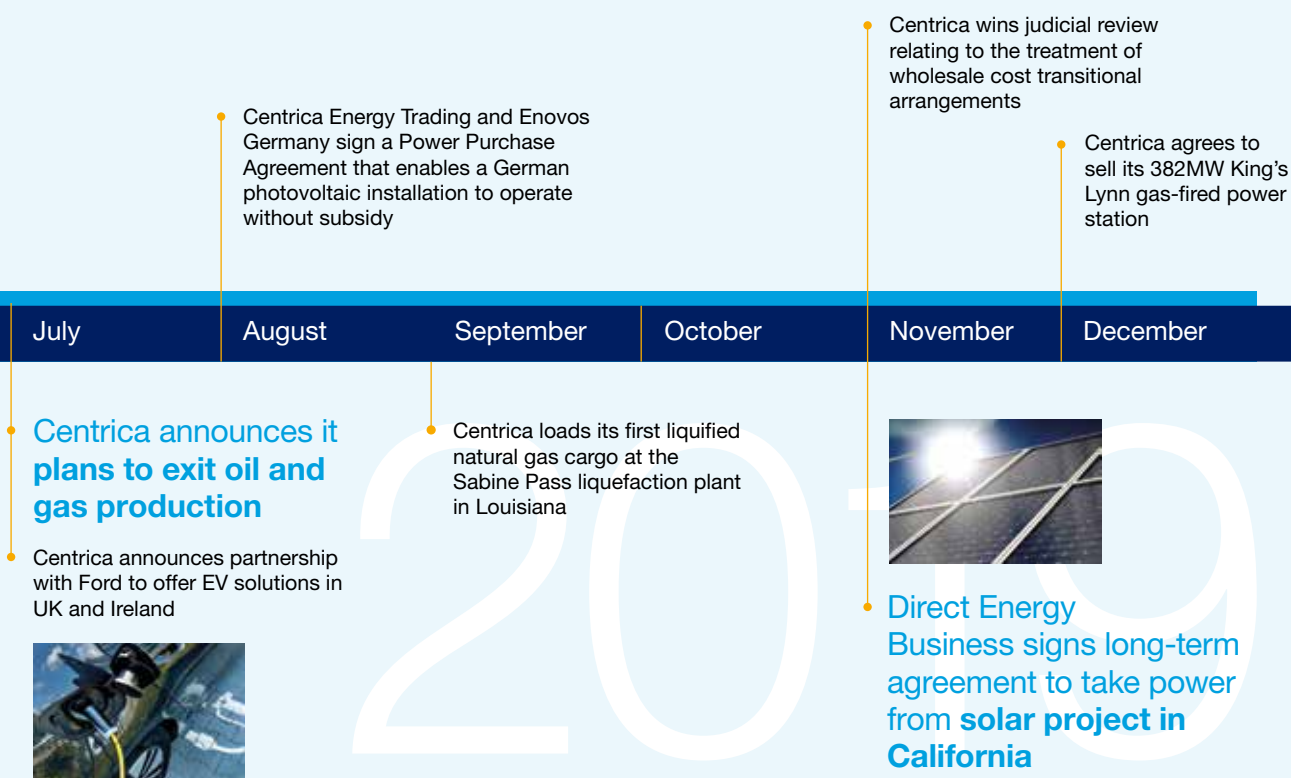 Centrica wins judicial review
relating to the treatment of
wholesale cost transitional
arrangements
Centrica Energy Trading and Enovos
Germany sign a Power Purchase
Agreement that enables a German
photovoltaic installation to operate
without subsidy
Centrica agrees to
sell its 382MW King’s
Lynn gas-fired power
station
July
August
September
October
November
December
Centrica announces it
plans to exit oil and
gas production
Centrica announces partnership
with Ford to offer EV solutions in
UK and Ireland
Centrica loads its first liquified
natural gas cargo at the
Sabine Pass liquefaction plant
in Louisiana
2019
Direct Energy
Business signs long-term
agreement to take power
from solar project in
California